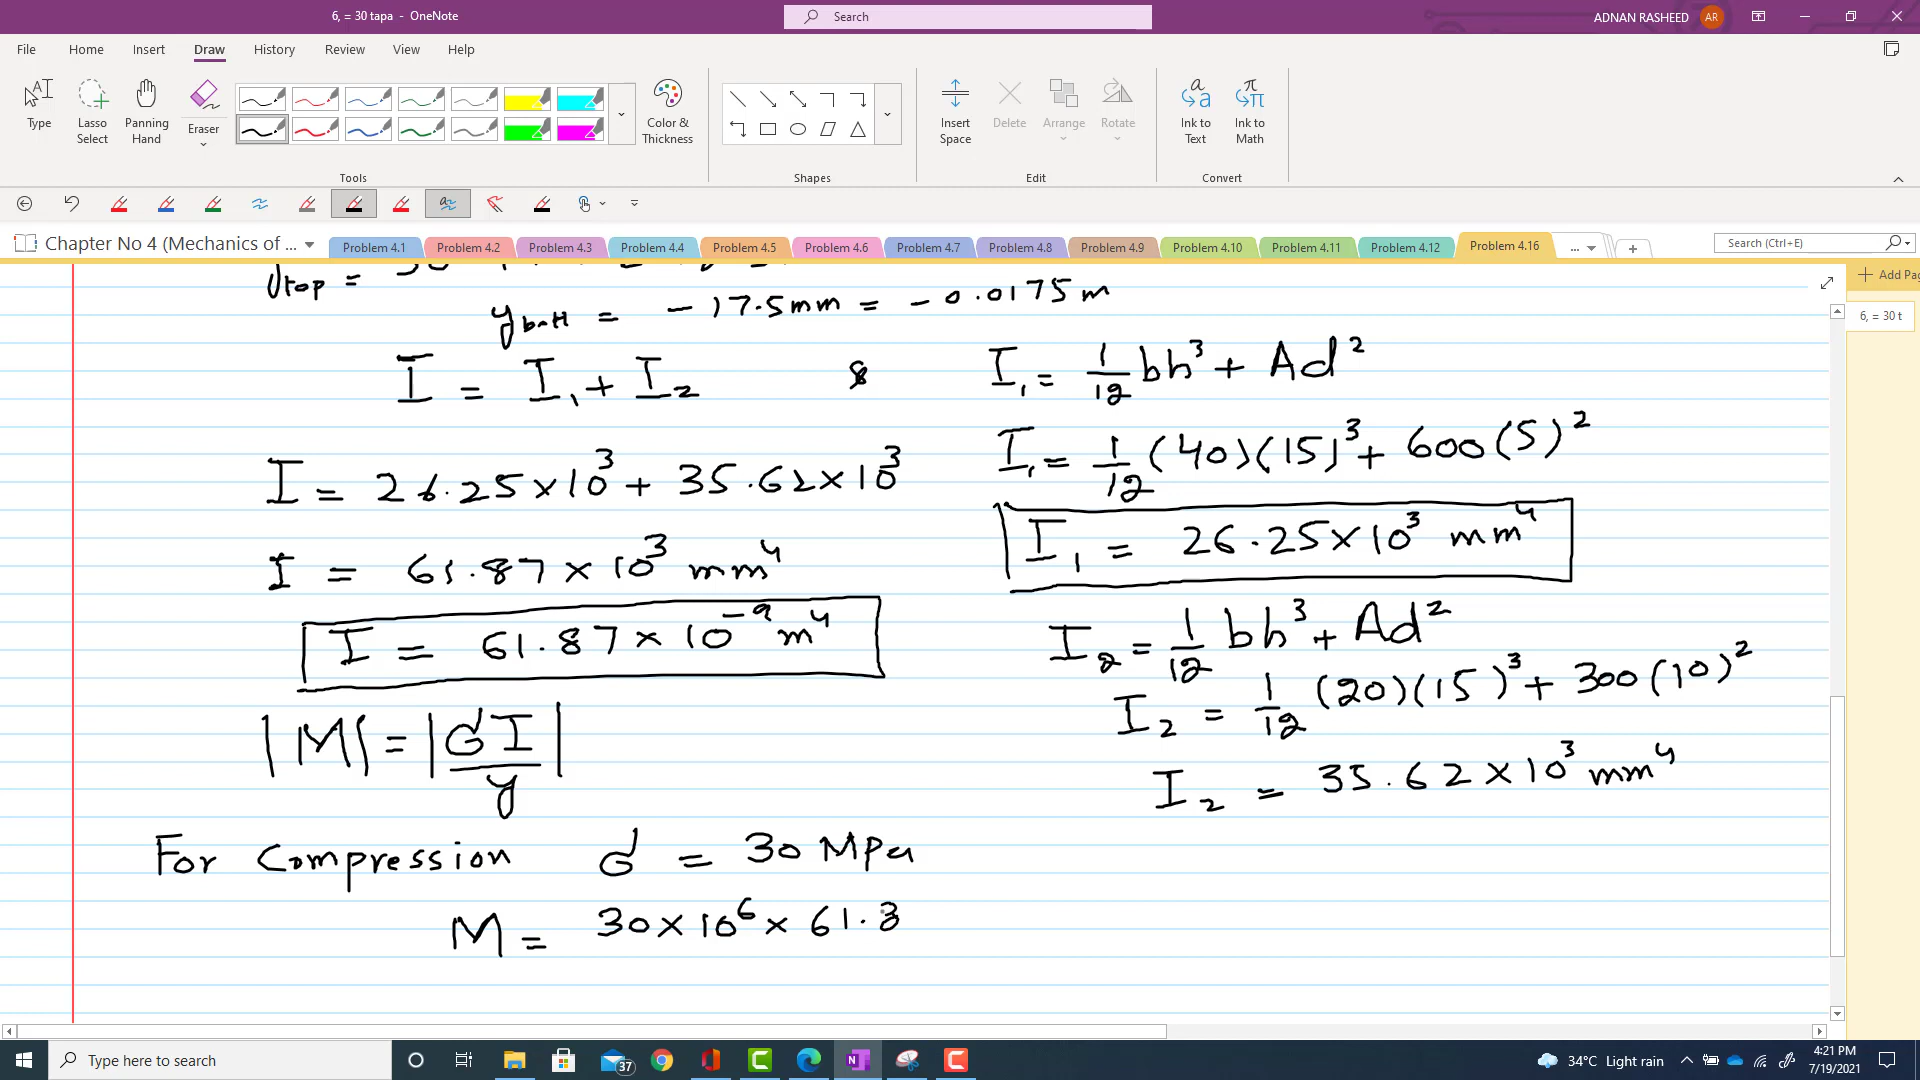 6, = 30 tapa - OneNote
Search
ADNAN RASHEED AR
File Home Insert Draw History Review View Help
Type
Lasso Select
Panning Hand
Eraser
Color & Thickness
Insert Space
Delete
Arrange
Rotate
Ink to Text
Ink to Math
Tools Shapes Edit Convert
Chapter No 4 (Mechanics of ...
Problem 4.1 Problem 4.2 Problem 4.3 Problem 4.4 Problem 4.5 Problem 4.6 Problem 4.7 Problem 4.8 Problem 4.9 Problem 4.10 Problem 4.11 Problem 4.12 Problem 4.16 ...
Search (Ctrl+E)
Add Pag
6, = 30 t
ytop =
ybott = - 17.5mm = - 0.0175 m
I = I₁ + I₂ &
I = 26.25×10³ + 35.62×10³
I = 61.87 × 10³ mm⁴
I = 61.87 × 10⁻⁹ m⁴
|M| = |σI/y|
For Compression σ = 30 MPa
M = 30×10⁶ × 61.8
I₁ = 1/12 bh³ + Ad²
I₁ = 1/12 (40)(15)³ + 600(5)²
I₁ = 26.25×10³ mm⁴
I₂ = 1/12 bh³ + Ad²
I₂ = 1/12 (20)(15)³ + 300(10)²
I₂ = 35.62×10³ mm⁴
Type here to search
37
34°C Light rain
4:21 PM
7/19/2021